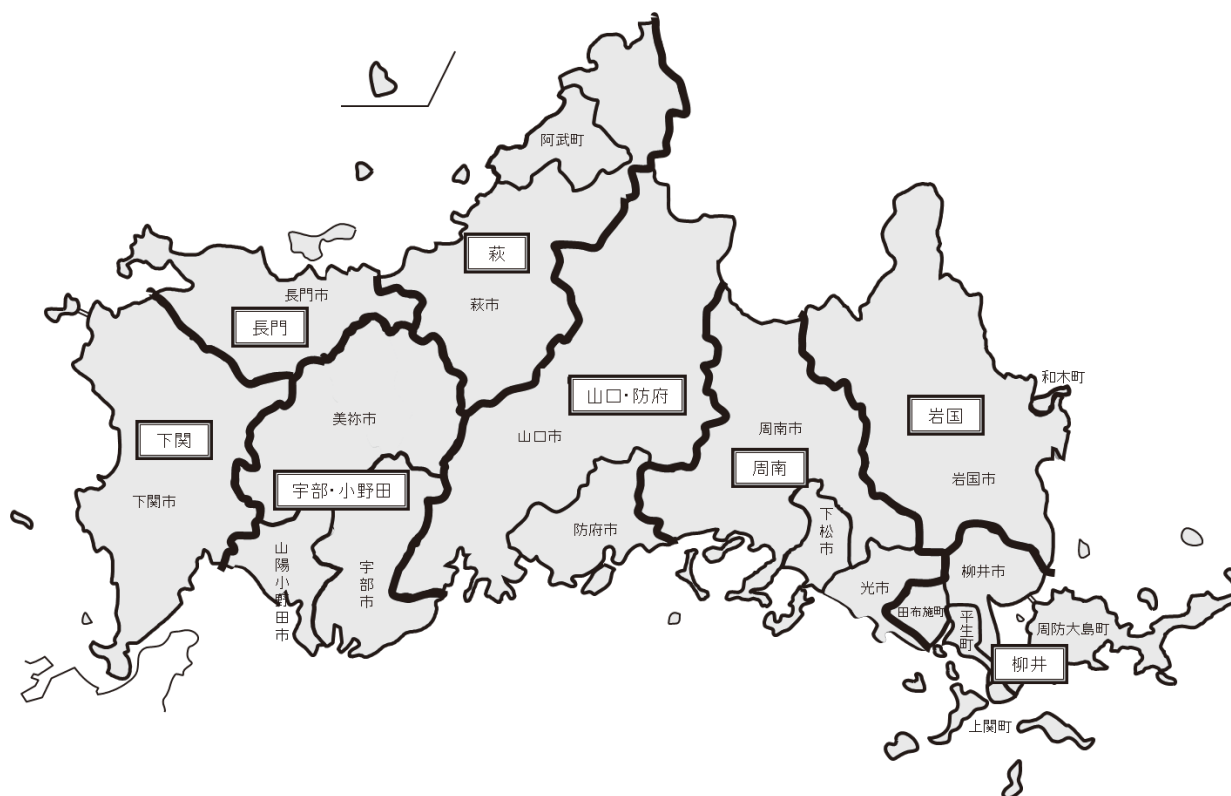 阿武町
萩
萩市
長門市
長門
和木町
山口・防府
岩国
美祢市
下関
山口市
周南市
周南
岩国市
宇部・小野田
下関市
防府市
下松市
山陽小野田市
宇部市
光市
柳井市
田布施町
平生町
周防大島町
柳井
上関町